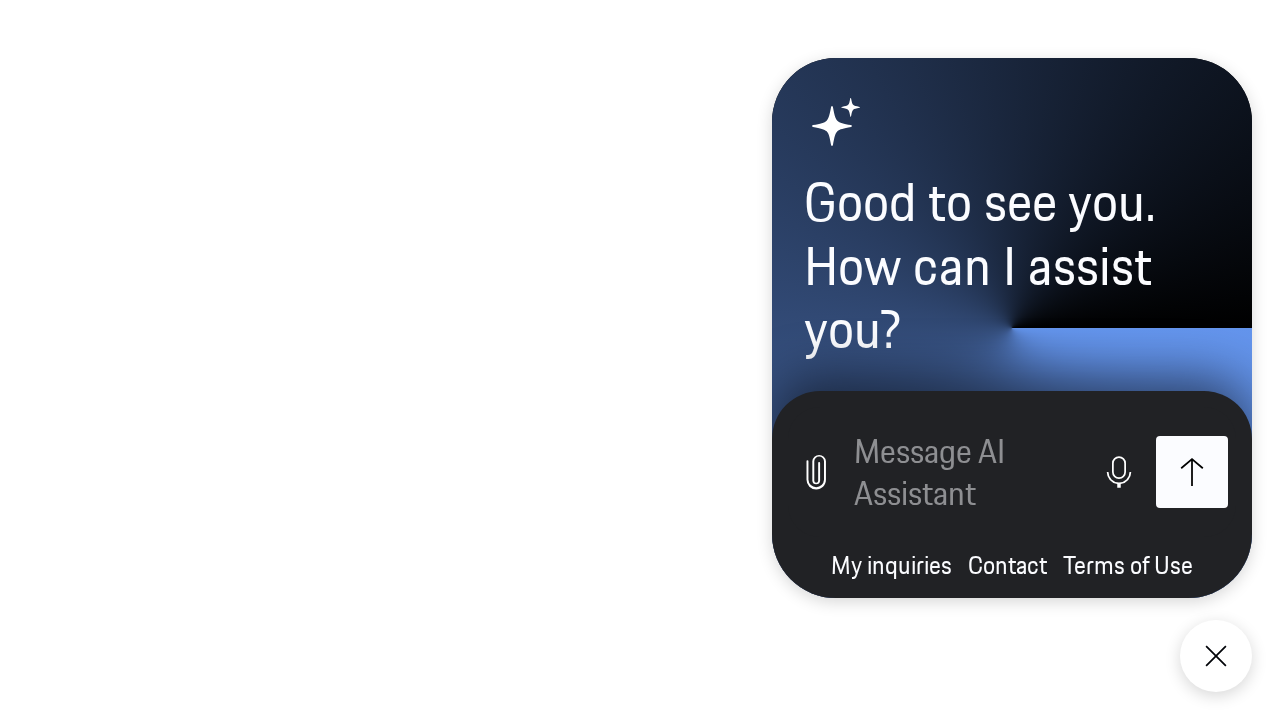 Good to see you.
How can I assist
you?
Message AI
Assistant
My inquiries Contact Terms of Use